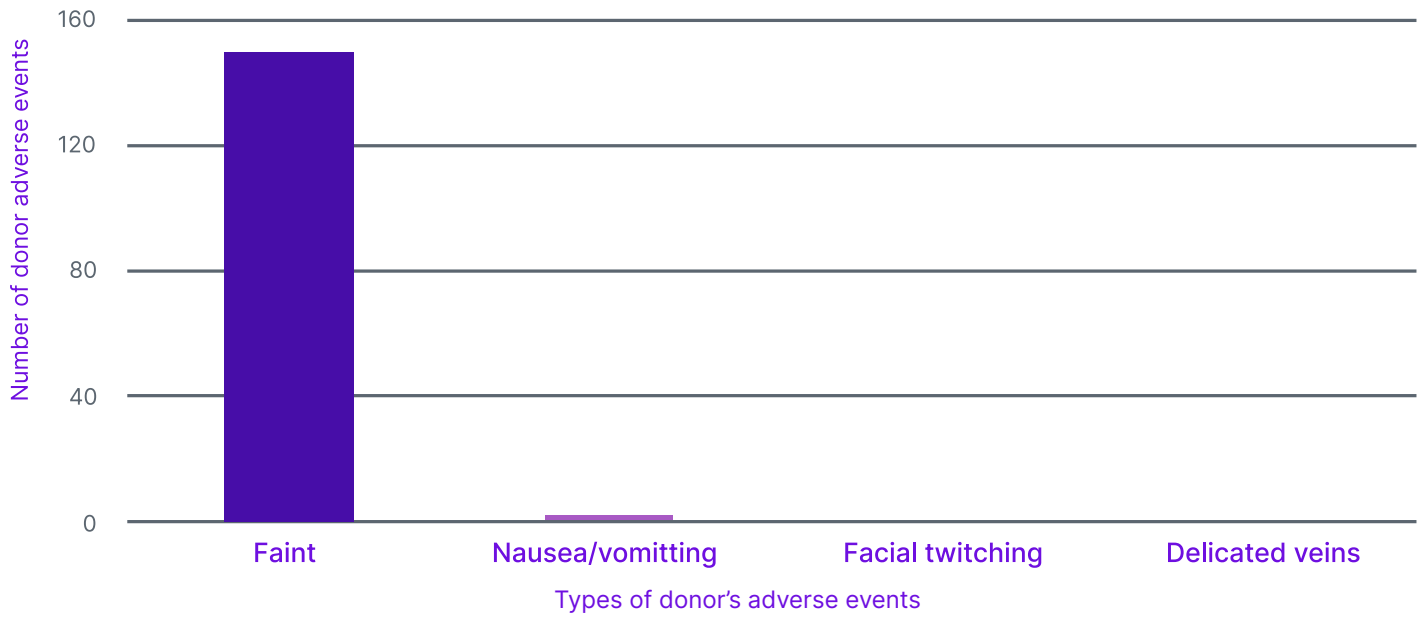 Number of donor adverse events
160
120
80
40
0
Faint
Nausea/vomitting
Facial twitching
Delicated veins
Types of donor’s adverse events